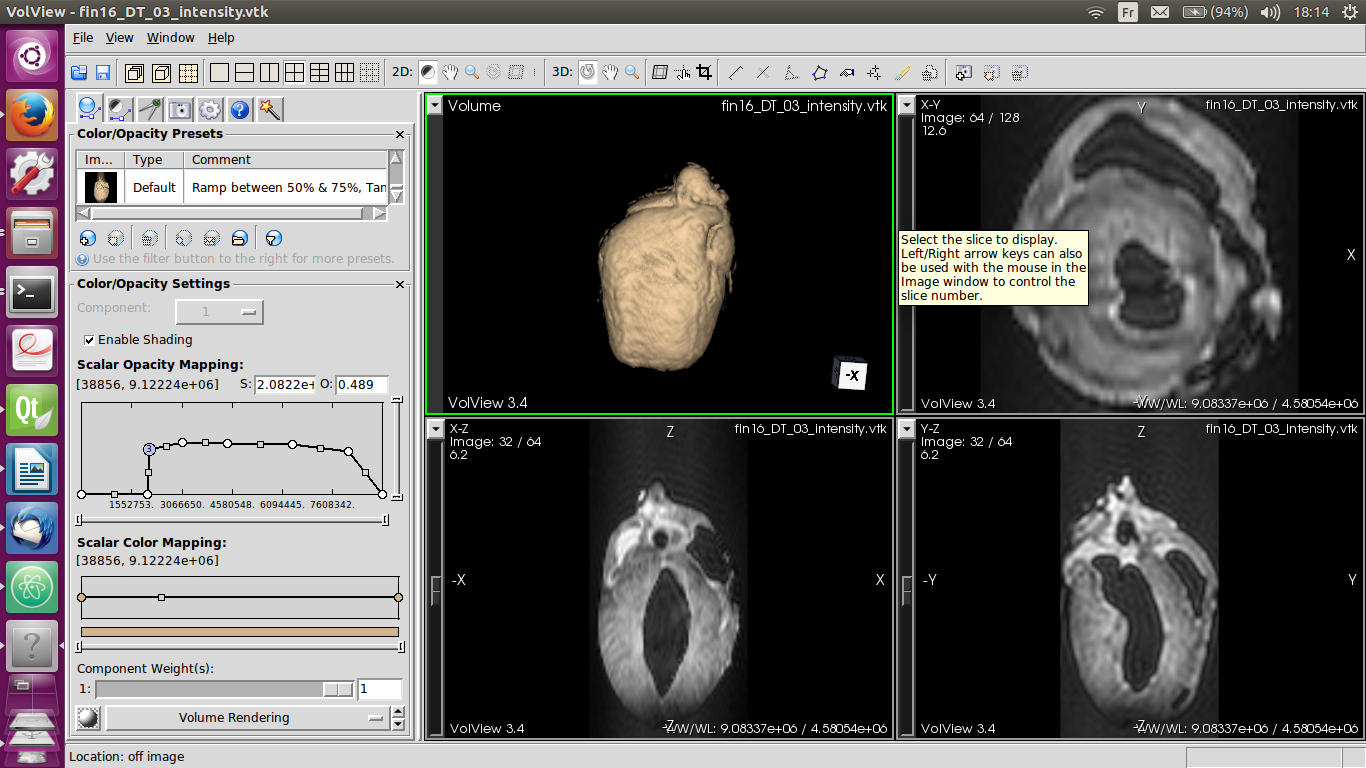 VolView - fin16_DT_03_intensity.vtk
Fr
(94%)
18:14
File View Window Help
2D:
3D:
Color/Opacity Presets
Im... Type Comment
Default Ramp between 50% & 75%, Tan
Use the filter button to the right for more presets.
Color/Opacity Settings
Component: 1
Enable Shading
Scalar Opacity Mapping:
[38856, 9.12224e+06] S: 2.0822e+ O: 0.489
3
1552753. 3066650. 4580548. 6094445. 7608342.
Scalar Color Mapping:
[38856, 9.12224e+06]
Component Weight(s):
1: 1
Volume Rendering
Location: off image
Volume fin16_DT_03_intensity.vtk
-X
VolView 3.4
X-Y Y fin16_DT_03_intensity.vtk
Image: 64 / 128
12.6
Select the slice to display.
Left/Right arrow keys can also
be used with the mouse in the
Image window to control the
slice number.
X
VolView 3.4 -Y WW/WL: 9.08337e+06 / 4.58054e+06
X-Z Z fin16_DT_03_intensity.vtk
Image: 32 / 64
6.2
-X X
VolView 3.4 -Z WW/WL: 9.08337e+06 / 4.58054e+06
Y-Z Z fin16_DT_03_intensity.vtk
Image: 32 / 64
6.2
-Y Y
VolView 3.4 -Z WW/WL: 9.08337e+06 / 4.58054e+06
Qt